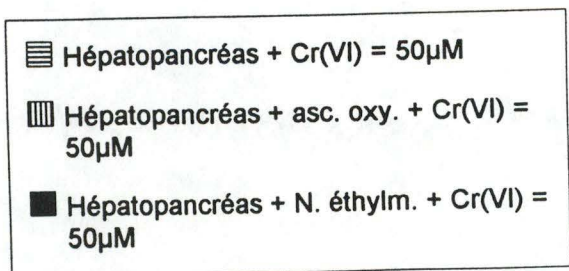 Hépatopancréas + Cr(VI) = 50µM
Hépatopancréas + asc. oxy. + Cr(VI) =
50µM
Hépatopancréas + N. éthylm. + Cr(VI) =
50µM